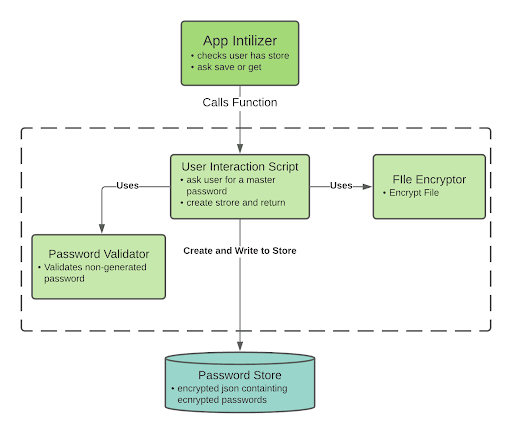 App Intilizer
• checks user has store
• ask save or get
Calls Function
User Interaction Script
• ask user for a master
password
• create strore and return
Uses
Uses
FIle Encryptor
• Encrypt File
Password Validator
• Validates non-generated
password
Create and Write to Store
Password Store
• encrypted json containting
ecnrypted passwords